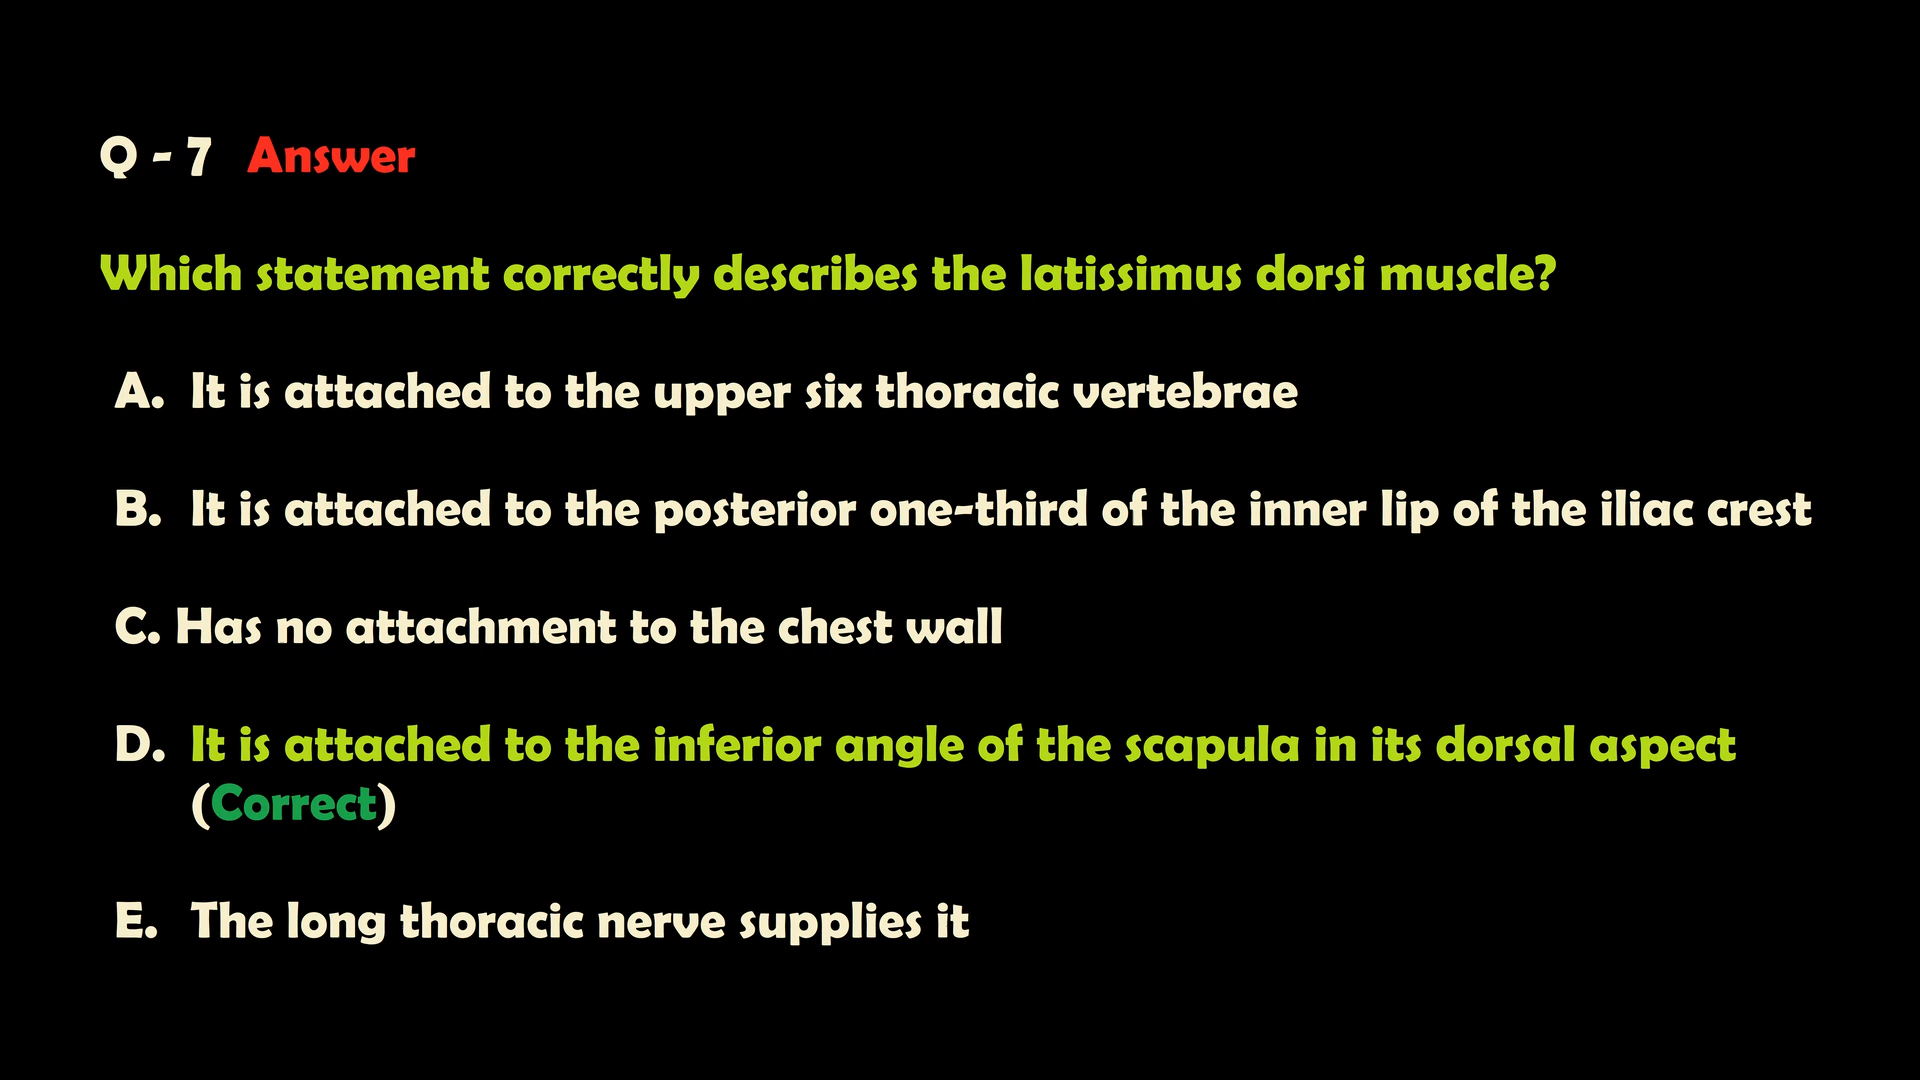 Q - 7 Answer
Which statement correctly describes the latissimus dorsi muscle?
A. It is attached to the upper six thoracic vertebrae
B. It is attached to the posterior one-third of the inner lip of the iliac crest
C. Has no attachment to the chest wall
D. It is attached to the inferior angle of the scapula in its dorsal aspect
(Correct)
E. The long thoracic nerve supplies it